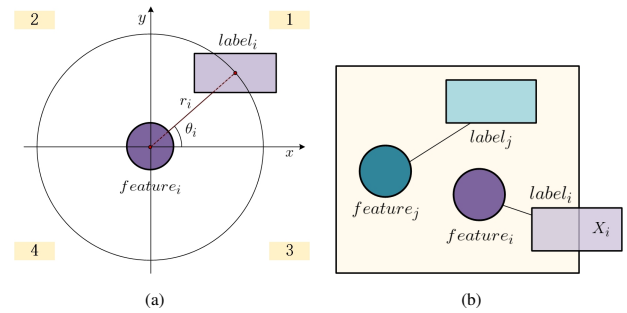 2
y
1
label_i
r_i
θ_i
x
feature_i
4
3
(a)
label_j
feature_j
label_i
feature_i
X_i
(b)